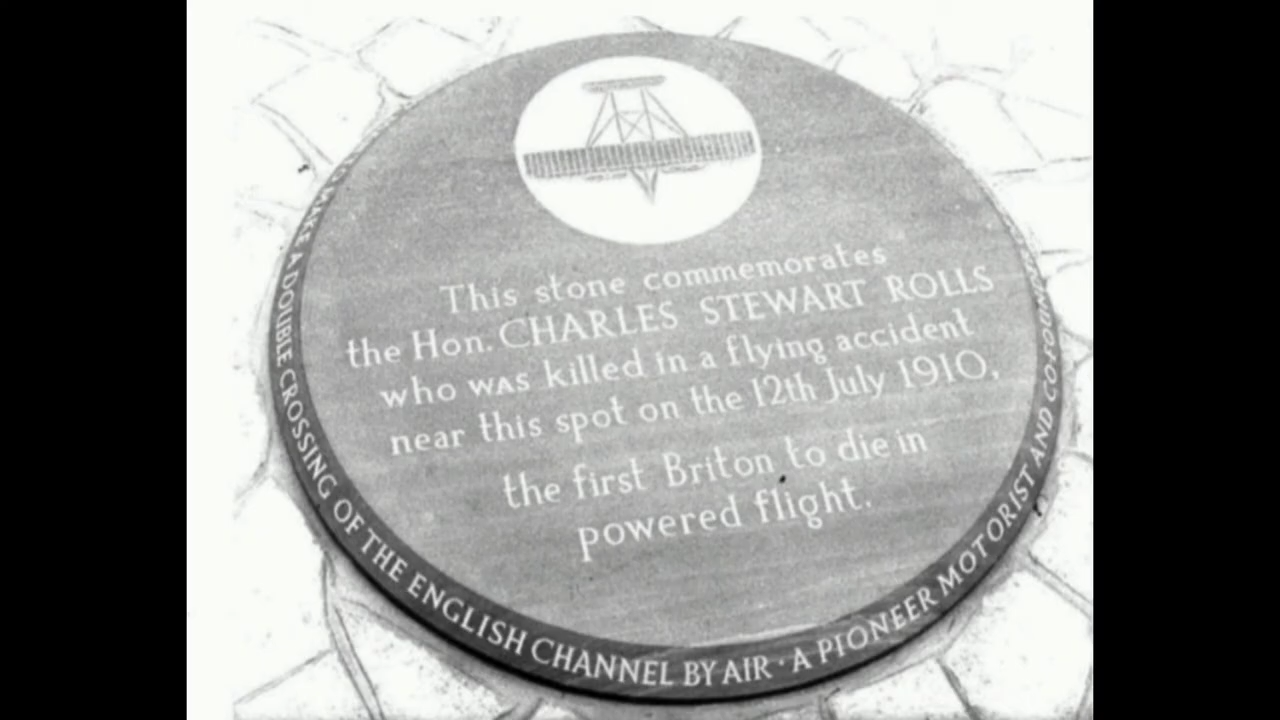 This stone commemorates
the Hon. CHARLES STEWART ROLLS
who was killed in a flying accident
near this spot on the 12th July 1910,
the first Briton to die in
powered flight.
MAKE A DOUBLE CROSSING OF THE ENGLISH CHANNEL BY AIR · A PIONEER MOTORIST AND